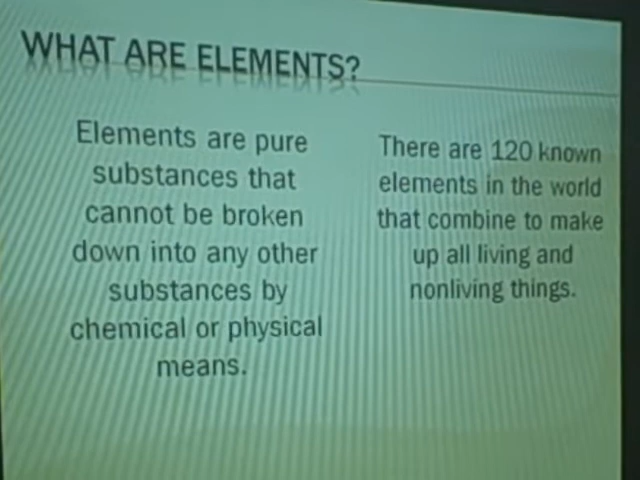 WHAT ARE ELEMENTS?
Elements are pure
substances that
cannot be broken
down into any other
substances by
chemical or physical
means.
There are 120 known
elements in the world
that combine to make
up all living and
nonliving things.